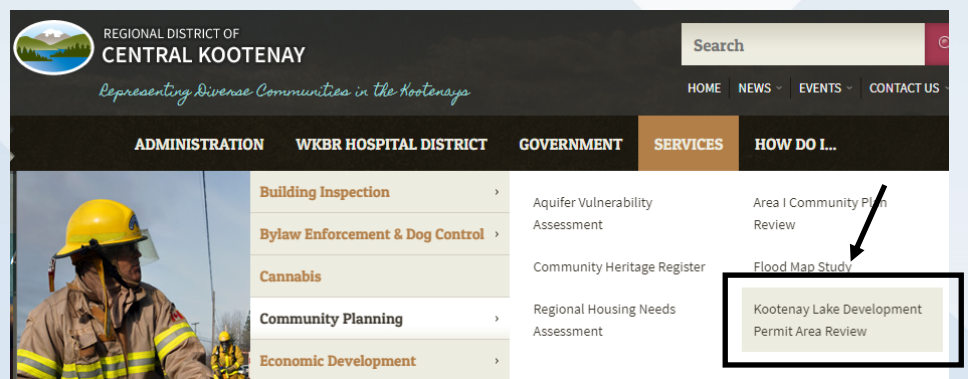 REGIONAL DISTRICT OF
CENTRAL KOOTENAY
Representing Diverse Communities in the Kootenays
Search
HOME NEWS EVENTS CONTACT US
ADMINISTRATION WKBR HOSPITAL DISTRICT GOVERNMENT SERVICES HOW DO I...
Building Inspection
Bylaw Enforcement & Dog Control
Cannabis
Community Planning
Economic Development
Aquifer Vulnerability
Assessment
Community Heritage Register
Regional Housing Needs
Assessment
Area I Community Plan
Review
Flood Map Study
Kootenay Lake Development
Permit Area Review